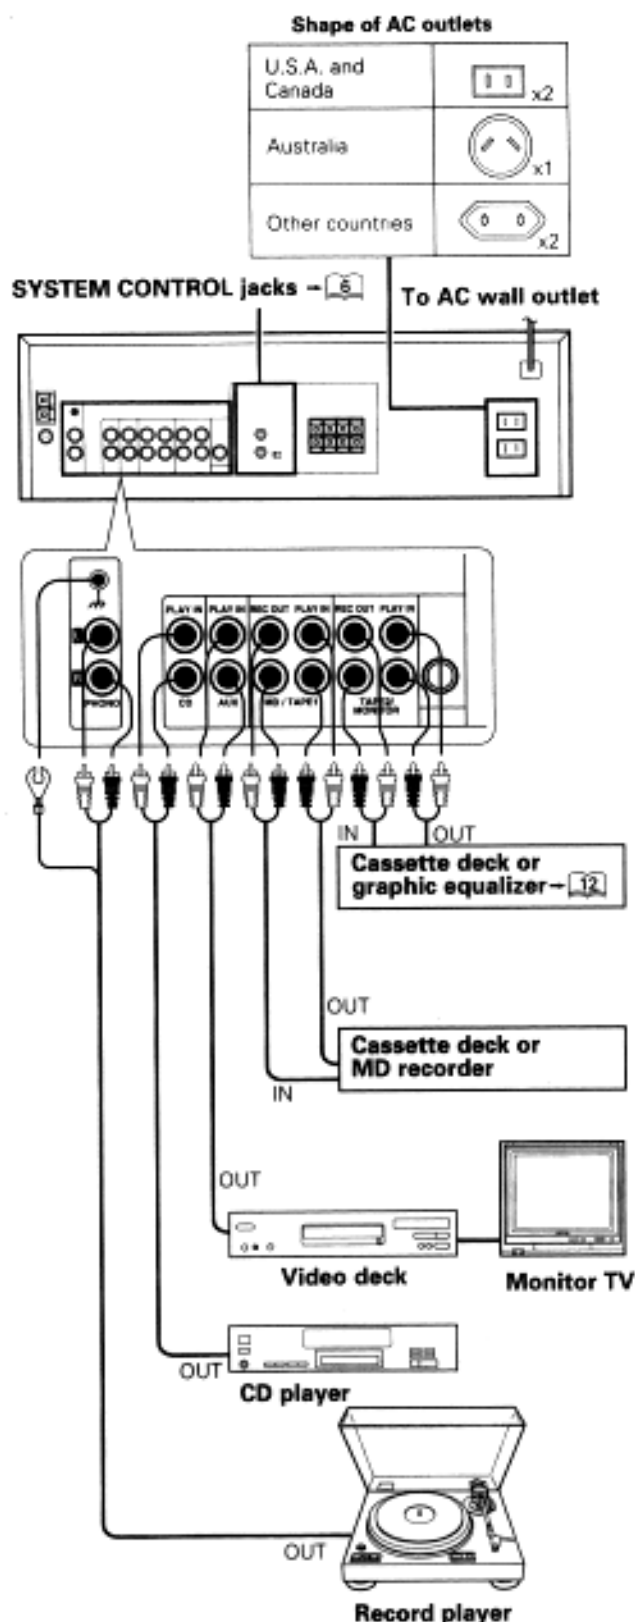 Shape of AC outlets
U.S.A. and
Canada
x2
Australia
x1
Other countries
x2
SYSTEM CONTROL jacks → 6
To AC wall outlet
PLAY IN PLAY IN REC OUT PLAY IN REC OUT PLAY IN
PHONO
CD AUX MD / TAPE1 TAPE2/
MONITOR
IN OUT
Cassette deck or
graphic equalizer → 12
OUT
Cassette deck or
MD recorder
IN
OUT
Video deck
Monitor TV
OUT
CD player
OUT
Record player